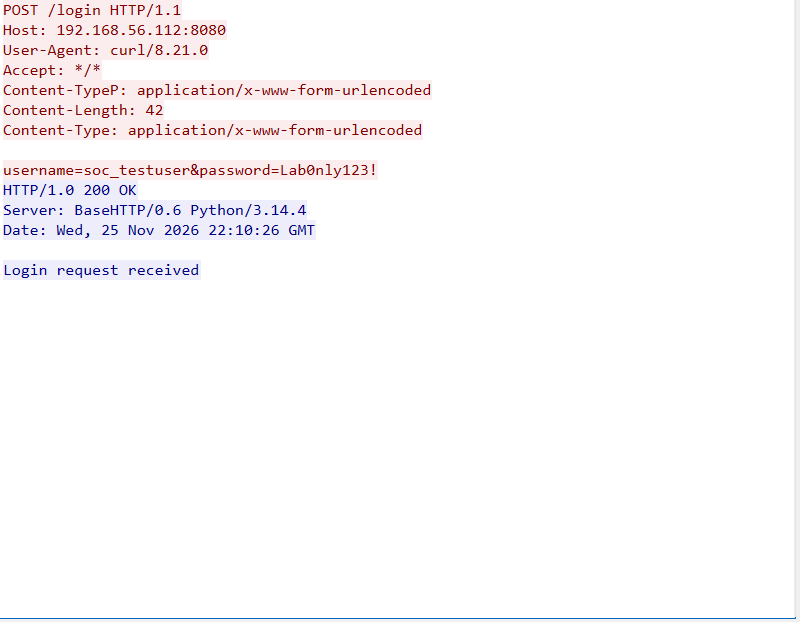 POST /login HTTP/1.1
Host: 192.168.56.112:8080
User-Agent: curl/8.21.0
Accept: */*
Content-TypeP: application/x-www-form-urlencoded
Content-Length: 42
Content-Type: application/x-www-form-urlencoded
username=soc_testuser&password=Lab0nly123!
HTTP/1.0 200 OK
Server: BaseHTTP/0.6 Python/3.14.4
Date: Wed, 25 Nov 2026 22:10:26 GMT
Login request received